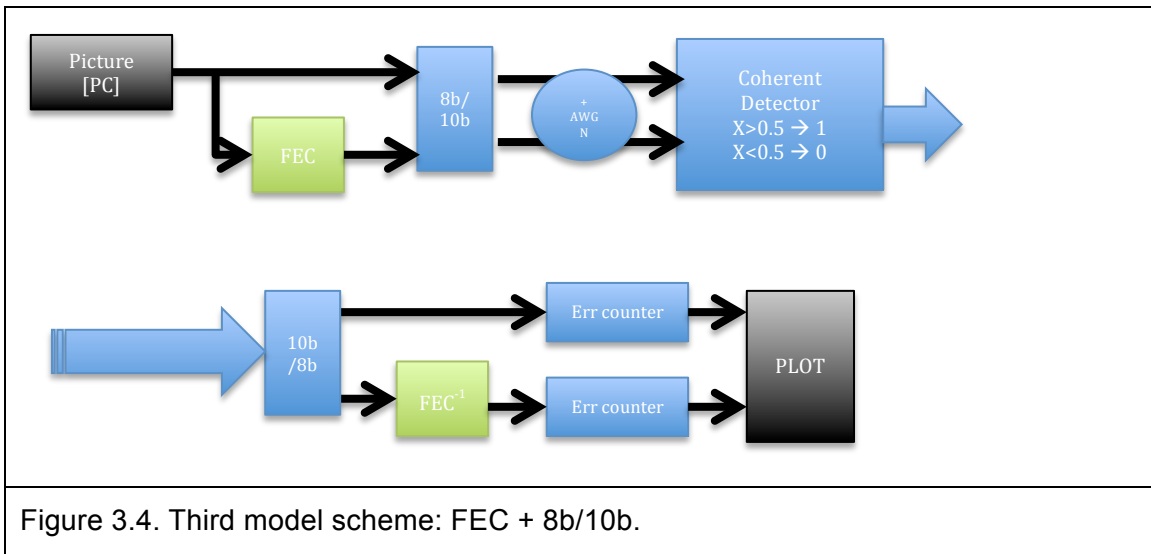 Picture
[PC]
8b/
10b
+
AWG
N
Coherent
Detector
X>0.5 → 1
X<0.5 → 0
FEC
10b
/8b
Err counter
PLOT
FEC⁻¹
Err counter
Figure 3.4. Third model scheme: FEC + 8b/10b.